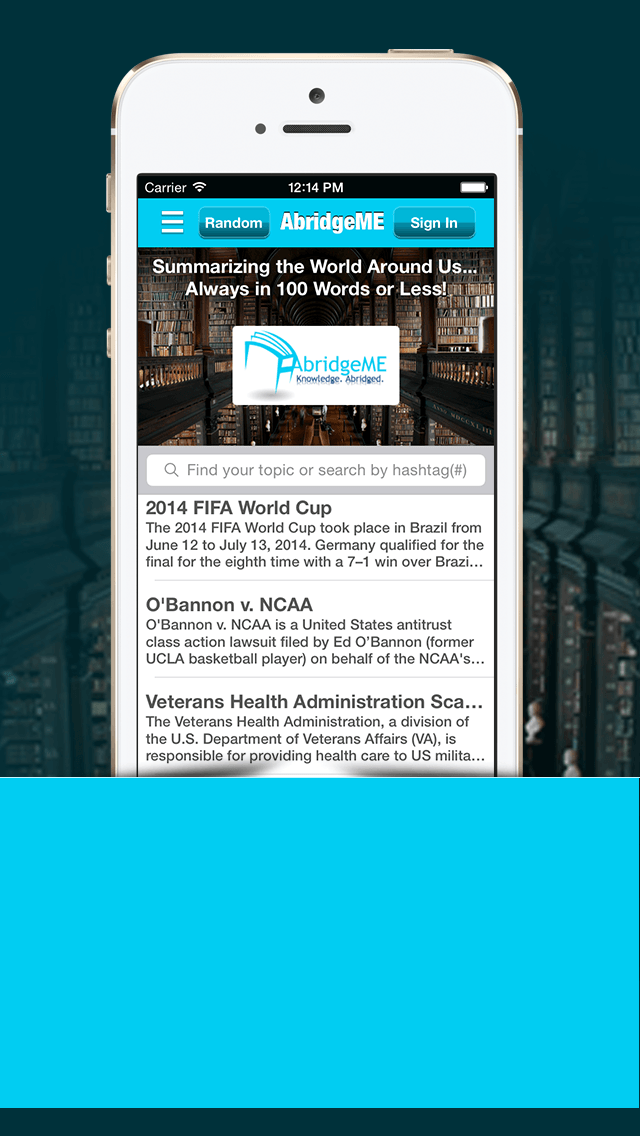 Carrier 12:14 PM
Random AbridgeME Sign In
Summarizing the World Around Us...
Always in 100 Words or Less!
AbridgeME
Knowledge. Abridged.
Find your topic or search by hashtag(#)
2014 FIFA World Cup
The 2014 FIFA World Cup took place in Brazil from
June 12 to July 13, 2014. Germany qualified for the
final for the eighth time with a 7–1 win over Brazi...
O'Bannon v. NCAA
O'Bannon v. NCAA is a United States antitrust
class action lawsuit filed by Ed O’Bannon (former
UCLA basketball player) on behalf of the NCAA's...
Veterans Health Administration Sca...
The Veterans Health Administration, a division of
the U.S. Department of Veterans Affairs (VA), is
responsible for providing health care to US milita...